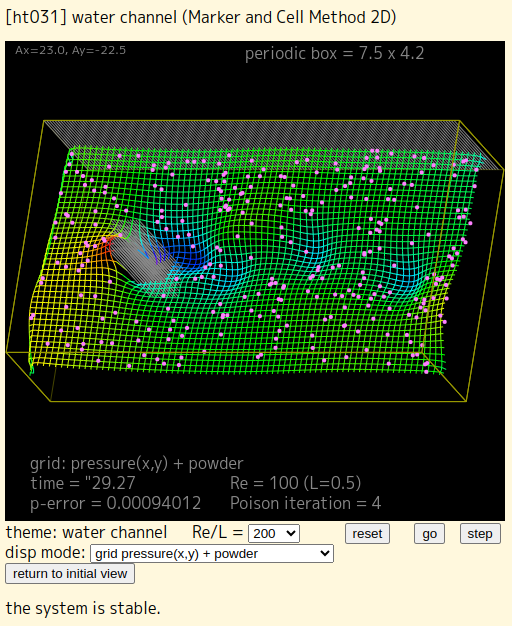 [ht031] water channel (Marker and Cell Method 2D)
Ax=23.0, Ay=-22.5
periodic box = 7.5 x 4.2
grid: pressure(x,y) + powder
time = "29.27 Re = 100 (L=0.5)
p-error = 0.00094012 Poison iteration = 4
theme: water channel Re/L = 200 reset go step
disp mode: grid pressure(x,y) + powder
return to initial view
the system is stable.